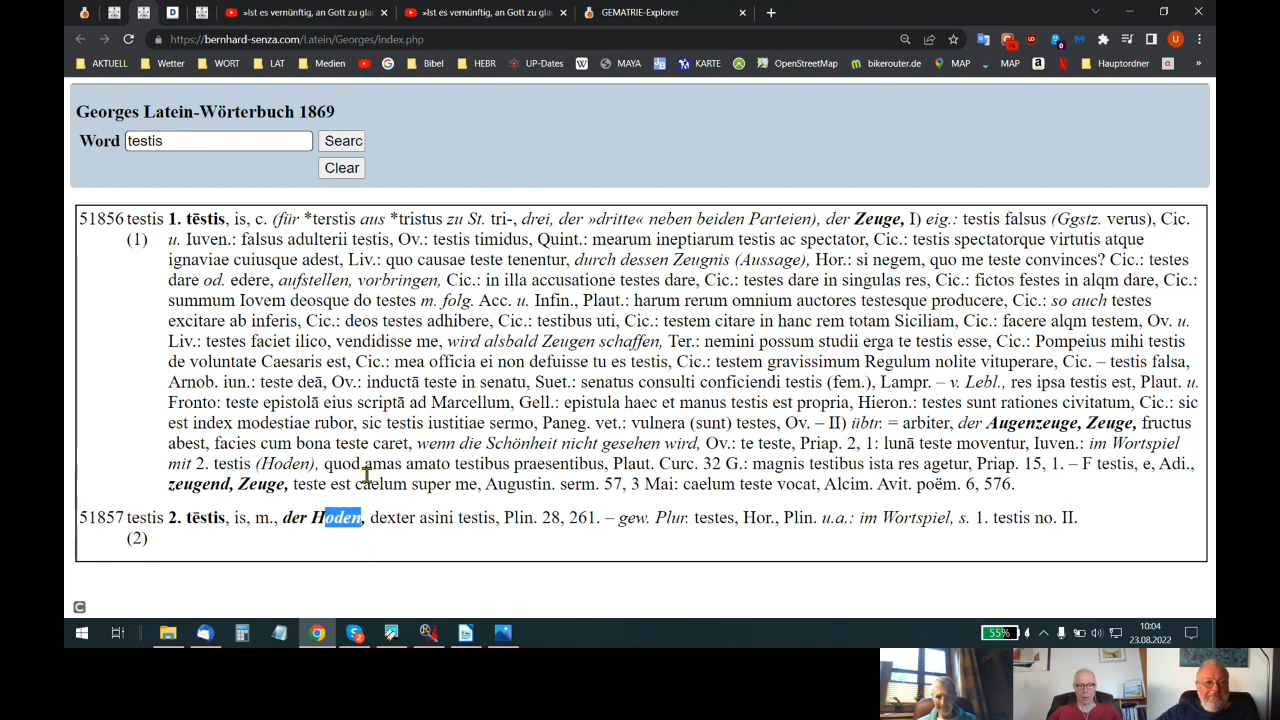 »Ist es vernünftig, an Gott zu glau
»Ist es vernünftig, an Gott zu glau
GEMATRIE-Explorer
https://bernhard-senza.com/Latein/Georges/index.php
AKTUELL Wetter WORT LAT Medien Bibel HEBR UP-Dates MAYA KARTE OpenStreetMap bikerouter.de MAP MAP Hauptordner »
Georges Latein-Wörterbuch 1869
Word testis Searc
Clear
51856 testis 1. tēstis, is, c. (für *terstis aus *tristus zu St. tri-, drei, der »dritte« neben beiden Parteien), der Zeuge, I) eig.: testis falsus (Ggstz. verus), Cic.
(1) u. Iuven.: falsus adulterii testis, Ov.: testis timidus, Quint.: mearum ineptiarum testis ac spectator, Cic.: testis spectatorque virtutis atque
ignaviae cuiusque adest, Liv.: quo causae teste tenentur, durch dessen Zeugnis (Aussage), Hor.: si negem, quo me teste convinces? Cic.: testes
dare od. edere, aufstellen, vorbringen, Cic.: in illa accusatione testes dare, Cic.: testes dare in singulas res, Cic.: fictos festes in alqm dare, Cic.:
summum Iovem deosque do testes m. folg. Acc. u. Infin., Plaut.: harum rerum omnium auctores testesque producere, Cic.: so auch testes
excitare ab inferis, Cic.: deos testes adhibere, Cic.: testibus uti, Cic.: testem citare in hanc rem totam Siciliam, Cic.: facere alqm testem, Ov. u.
Liv.: testes faciet ilico, vendidisse me, wird alsbald Zeugen schaffen, Ter.: nemini possum studii erga te testis esse, Cic.: Pompeius mihi testis
de voluntate Caesaris est, Cic.: mea officia ei non defuisse tu es testis, Cic.: testem gravissimum Regulum nolite vituperare, Cic. – testis falsa,
Arnob. iun.: teste deā, Ov.: inductā teste in senatu, Suet.: senatus consulti conficiendi testis (fem.), Lampr. – v. Lebl., res ipsa testis est, Plaut. u.
Fronto: teste epistolā eius scriptā ad Marcellum, Gell.: epistula haec et manus testis est propria, Hieron.: testes sunt rationes civitatum, Cic.: sic
est index modestiae rubor, sic testis iustitiae sermo, Paneg. vet.: vulnera (sunt) testes, Ov. – II) übtr. = arbiter, der Augenzeuge, Zeuge, fructus
abest, facies cum bona teste caret, wenn die Schönheit nicht gesehen wird, Ov.: te teste, Priap. 2, 1: lunā teste moventur, Iuven.: im Wortspiel
mit 2. testis (Hoden), quod amas amato testibus praesentibus, Plaut. Curc. 32 G.: magnis testibus ista res agetur, Priap. 15, 1. – F testis, e, Adi.,
zeugend, Zeuge, teste est caelum super me, Augustin. serm. 57, 3 Mai: caelum teste vocat, Alcim. Avit. poëm. 6, 576.
51857 testis 2. tēstis, is, m., der Hoden, dexter asini testis, Plin. 28, 261. – gew. Plur. testes, Hor., Plin. u.a.: im Wortspiel, s. 1. testis no. II.
(2)
55% 10:04
23.08.2022